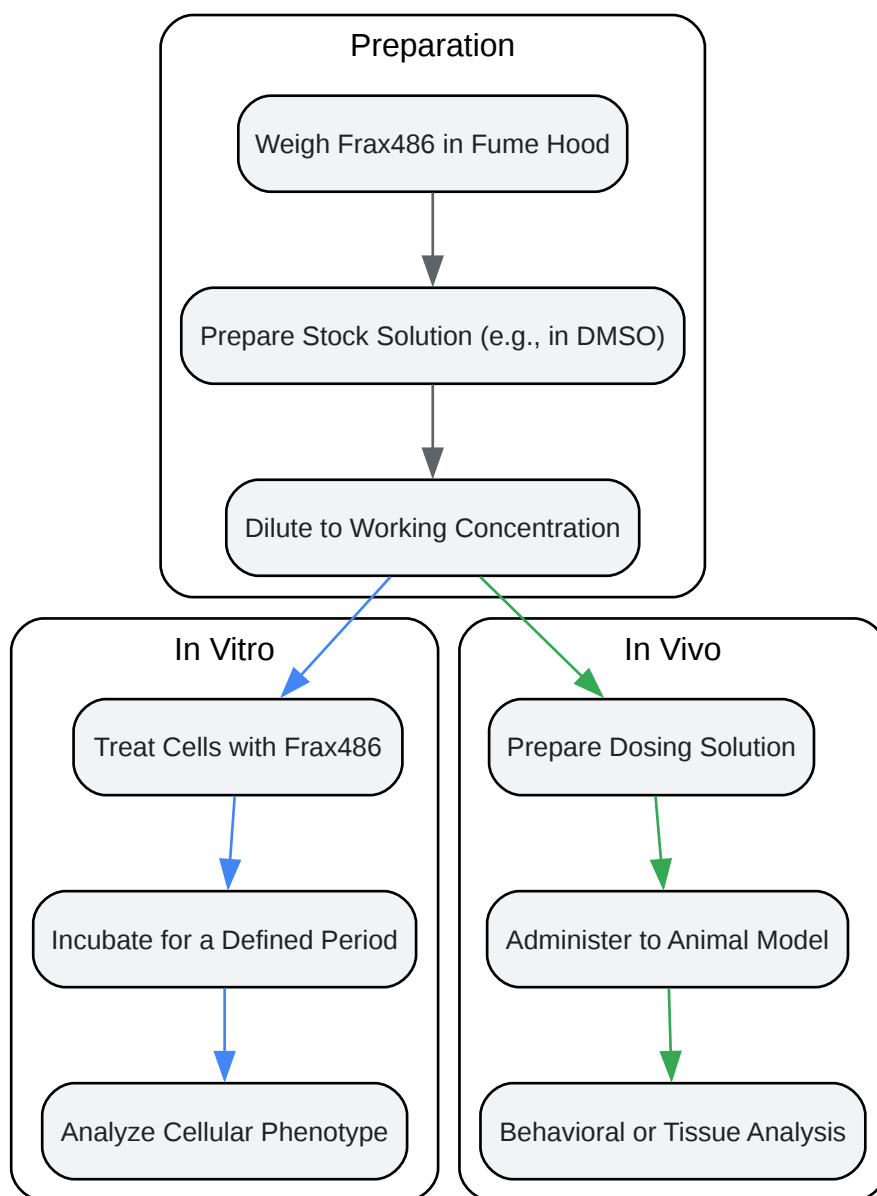 Preparation
Weigh Frax486 in Fume Hood
Prepare Stock Solution (e.g., in DMSO)
Dilute to Working Concentration
In Vitro
Treat Cells with Frax486
Incubate for a Defined Period
Analyze Cellular Phenotype
In Vivo
Prepare Dosing Solution
Administer to Animal Model
Behavioral or Tissue Analysis